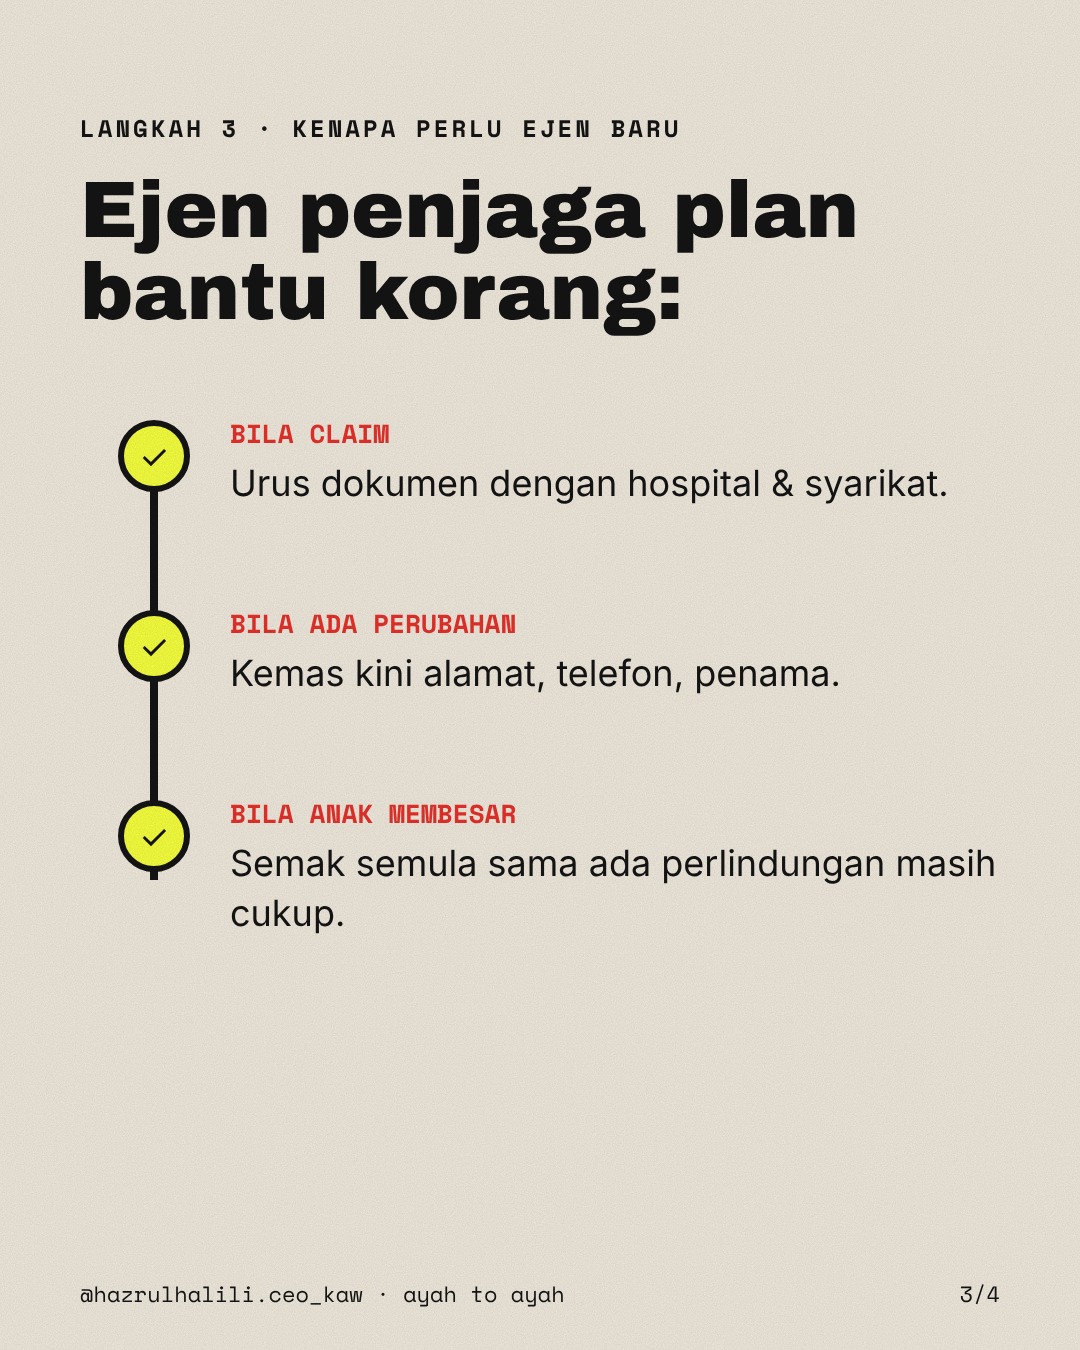 LANGKAH 3 · KENAPA PERLU EJEN BARU
Ejen penjaga plan
bantu korang:
BILA CLAIM
Urus dokumen dengan hospital & syarikat.
BILA ADA PERUBAHAN
Kemas kini alamat, telefon, penama.
BILA ANAK MEMBESAR
Semak semula sama ada perlindungan masih
cukup.
@hazrulhalili.ceo_kaw · ayah to ayah
3/4